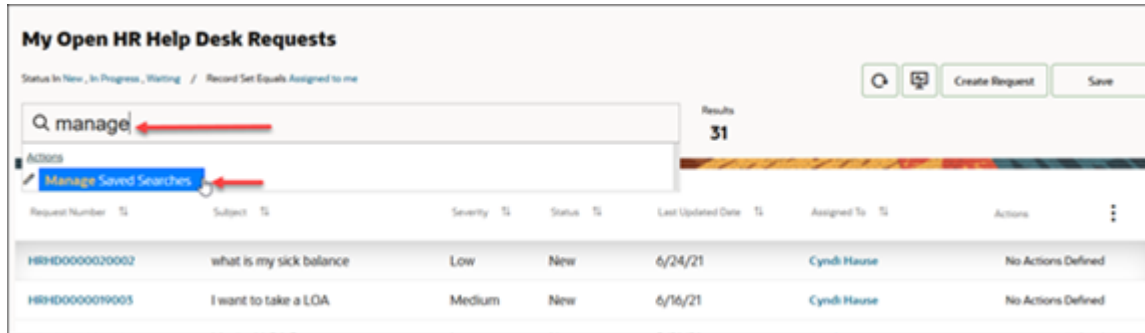 My Open HR Help Desk Requests
Status In New , In Progress , Waiting / Record Set Equals Assigned to me
Create Request Save
manage
Results
31
Actions
Manage Saved Searches
Request Number Subject Severity Status Last Updated Date Assigned To Actions
HRHD0000020002 what is my sick balance Low New 6/24/21 Cyndi Hause No Actions Defined
HRHD0000019003 I want to take a LOA Medium New 6/16/21 Cyndi Hause No Actions Defined